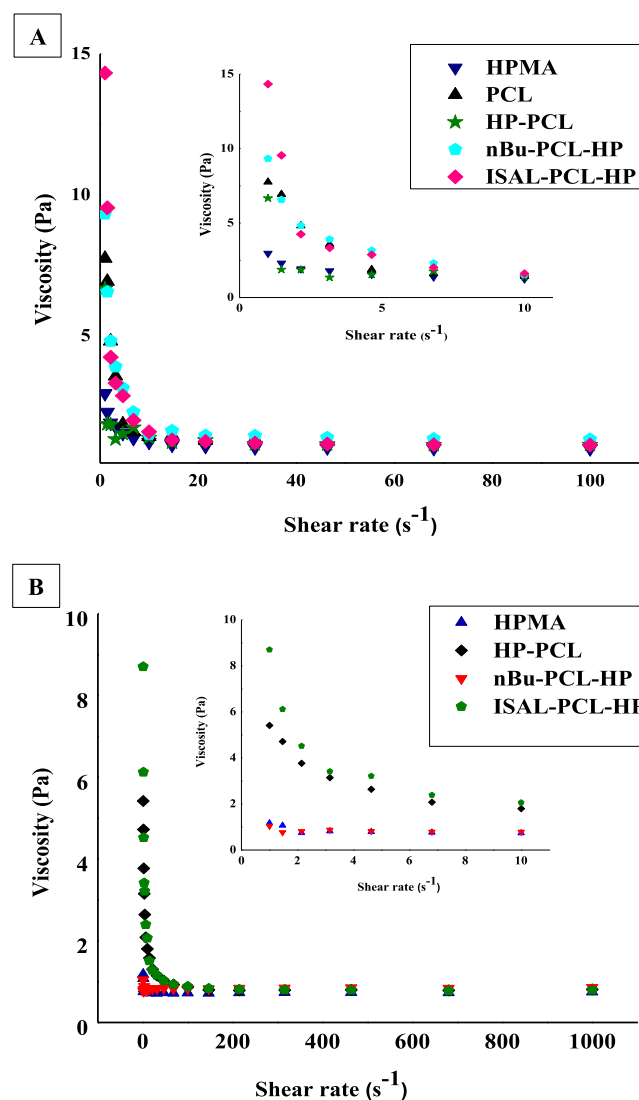 A
15
10
5
0
Viscosity (Pa)
0 20 40 60 80 100
Shear rate (s-1)
15
10
5
0
Viscosity (Pa)
0 5 10
Shear rate (s-1)
HPMA
PCL
HP-PCL
nBu-PCL-HP
ISAL-PCL-HP
B
10
8
6
4
2
0
Viscosity (Pa)
0 200 400 600 800 1000
Shear rate (s-1)
10
8
6
4
2
0
Viscosity (Pa)
0 2 4 6 8 10
Shear rate (s-1)
HPMA
HP-PCL
nBu-PCL-HP
ISAL-PCL-HP